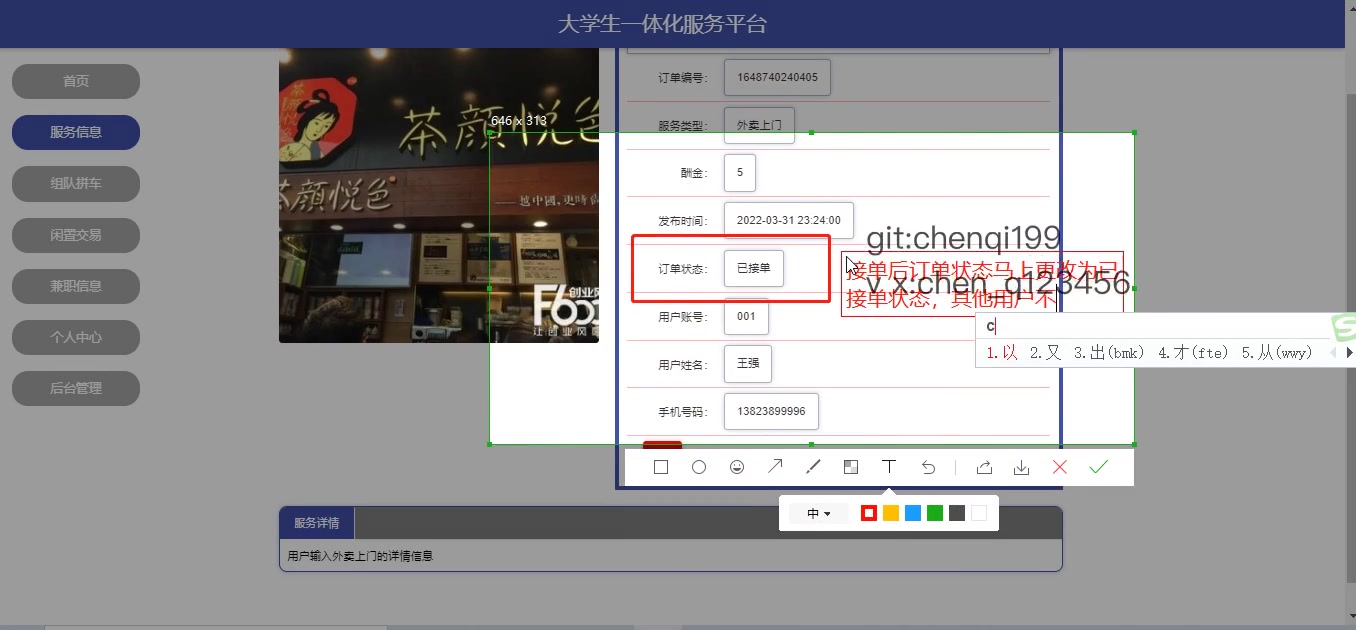 大学生一体化服务平台
首页
服务信息
组队拼车
闲置交易
兼职信息
个人中心
后台管理
茶颜悦色
茶颜悦色
创业风
F603
让创业风
646 x 313
订单编号: 1648740240405
服务类型: 外卖上门
酬金: 5
发布时间: 2022-03-31 23:24:00
订单状态: 已接单
用户账号: 001
用户姓名: 王强
手机号码: 13823899996
git:chenqi199
v x:chen_q123456
接单后订单状态马上更改为已
接单状态，其他用户不
c
1.以 2.又 3.出(bmk) 4.才(fte) 5.从(wwy)
中
服务详情
用户输入外卖上门的详情信息